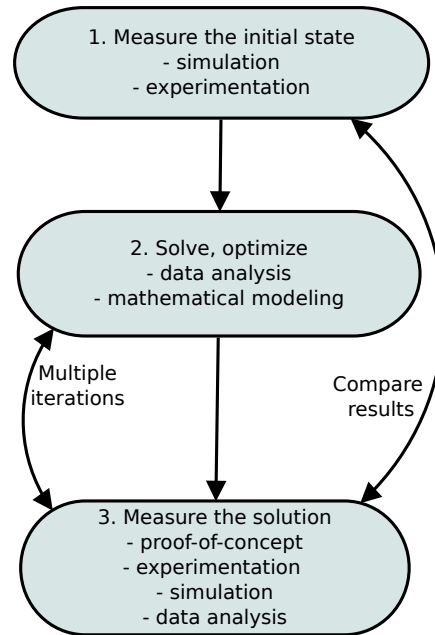 1. Measure the initial state
- simulation
- experimentation
2. Solve, optimize
- data analysis
- mathematical modeling
Multiple
iterations
Compare
results
3. Measure the solution
- proof-of-concept
- experimentation
- simulation
- data analysis